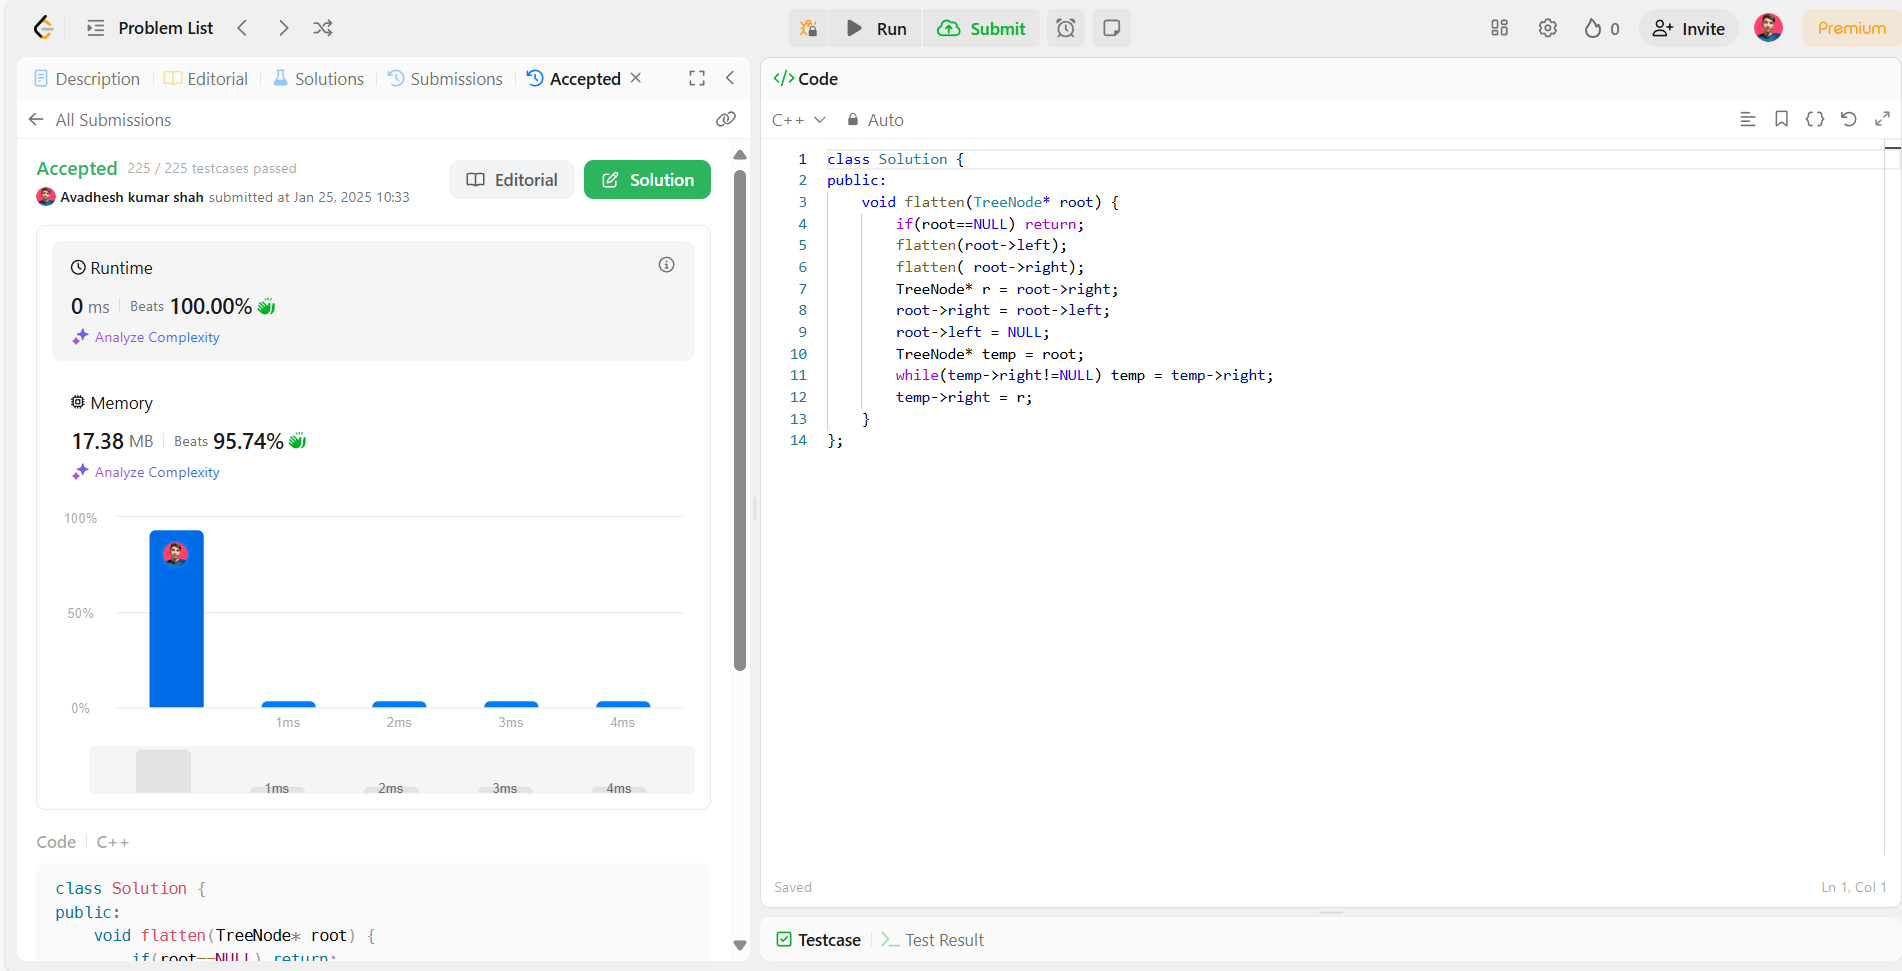 Problem List
Run
Submit
0
Invite
Premium
Description
Editorial
Solutions
Submissions
Accepted
All Submissions
Accepted 225 / 225 testcases passed
Avadhesh kumar shah submitted at Jan 25, 2025 10:33
Editorial
Solution
Runtime
0 ms Beats 100.00%
Analyze Complexity
Memory
17.38 MB Beats 95.74%
Analyze Complexity
100%
50%
0%
1ms 2ms 3ms 4ms
1ms 2ms 3ms 4ms
Code C++
class Solution {
public:
    void flatten(TreeNode* root) {
        if(root==NULL) return;
</> Code
C++ Auto
1 class Solution {
2 public:
3     void flatten(TreeNode* root) {
4         if(root==NULL) return;
5         flatten(root->left);
6         flatten( root->right);
7         TreeNode* r = root->right;
8         root->right = root->left;
9         root->left = NULL;
10         TreeNode* temp = root;
11         while(temp->right!=NULL) temp = temp->right;
12         temp->right = r;
13     }
14 };
Saved
Ln 1, Col 1
Testcase
Test Result